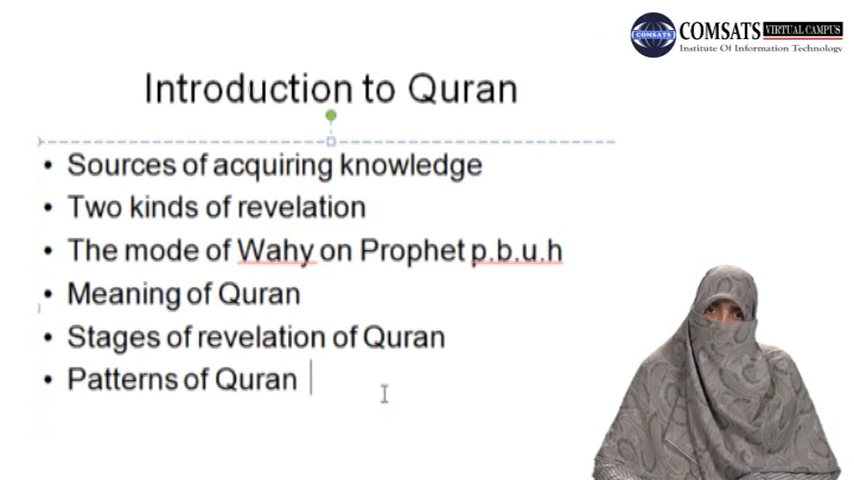 COMSATS VIRTUAL CAMPUS
COMSATS
Institute Of Information Technology
Introduction to Quran
• Sources of acquiring knowledge
• Two kinds of revelation
• The mode of Wahy on Prophet p.b.u.h
• Meaning of Quran
• Stages of revelation of Quran
• Patterns of Quran